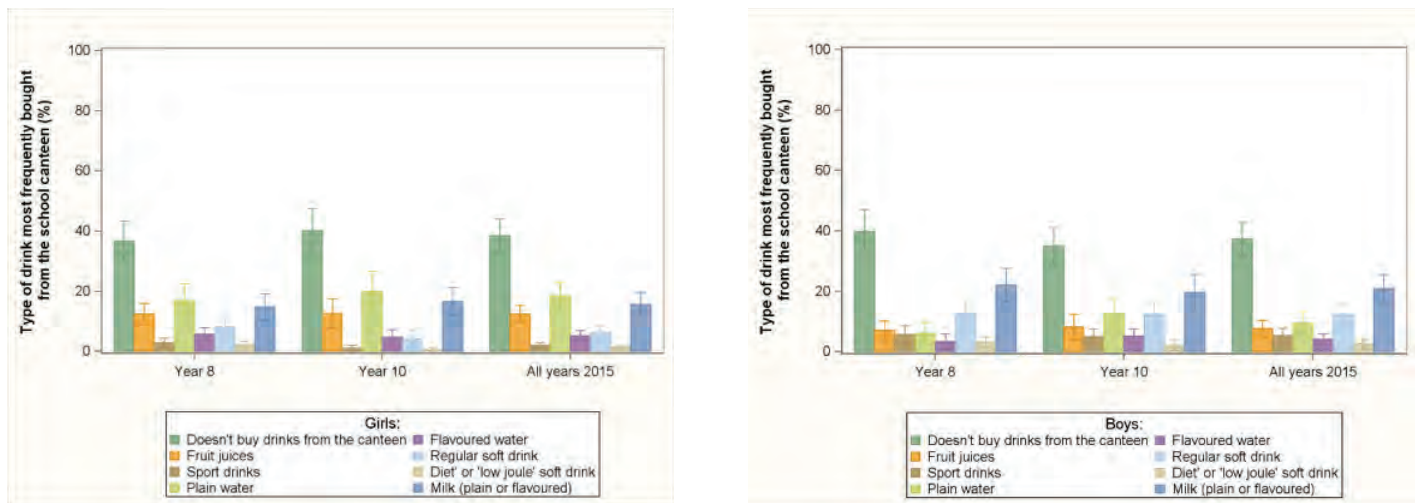 Type of drink most frequently bought
from the school canteen (%)
100
80
60
40
20
0
Year 8
Year 10
All years 2015
Girls:
Doesn't buy drinks from the canteen
Flavoured water
Fruit juices
Regular soft drink
Sport drinks
Diet' or 'low joule' soft drink
Plain water
Milk (plain or flavoured)
Type of drink most frequently bought
from the school canteen (%)
100
80
60
40
20
0
Year 8
Year 10
All years 2015
Boys:
Doesn't buy drinks from the canteen
Flavoured water
Fruit juices
Regular soft drink
Sport drinks
Diet' or 'low joule' soft drink
Plain water
Milk (plain or flavoured)